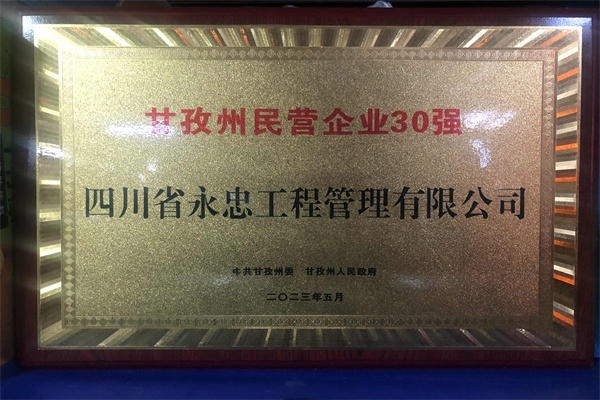 甘孜州民营企业30强
四川省永忠工程管理有限公司
中共甘孜州委 甘孜州人民政府
二〇二三年五月